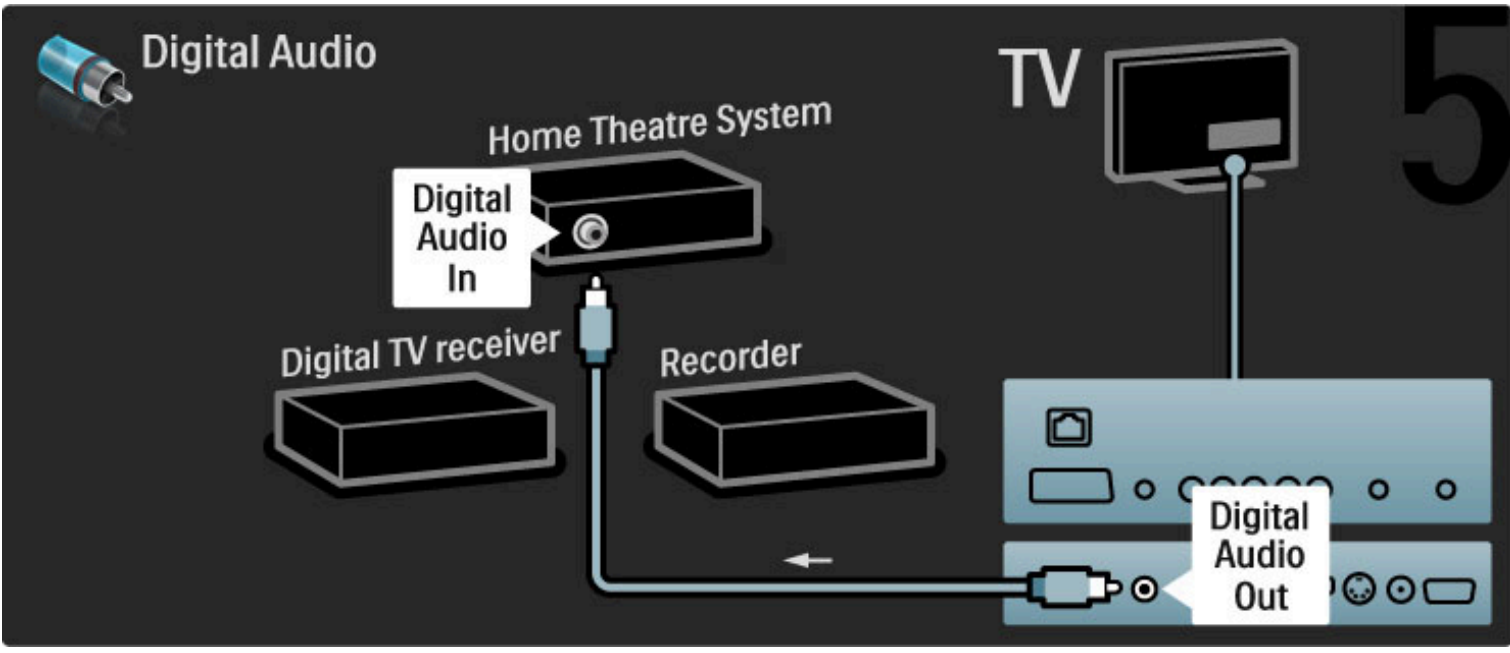 Digital Audio
TV
5
Home Theatre System
Digital
Audio
In
Digital TV receiver
Recorder
Digital
Audio
Out